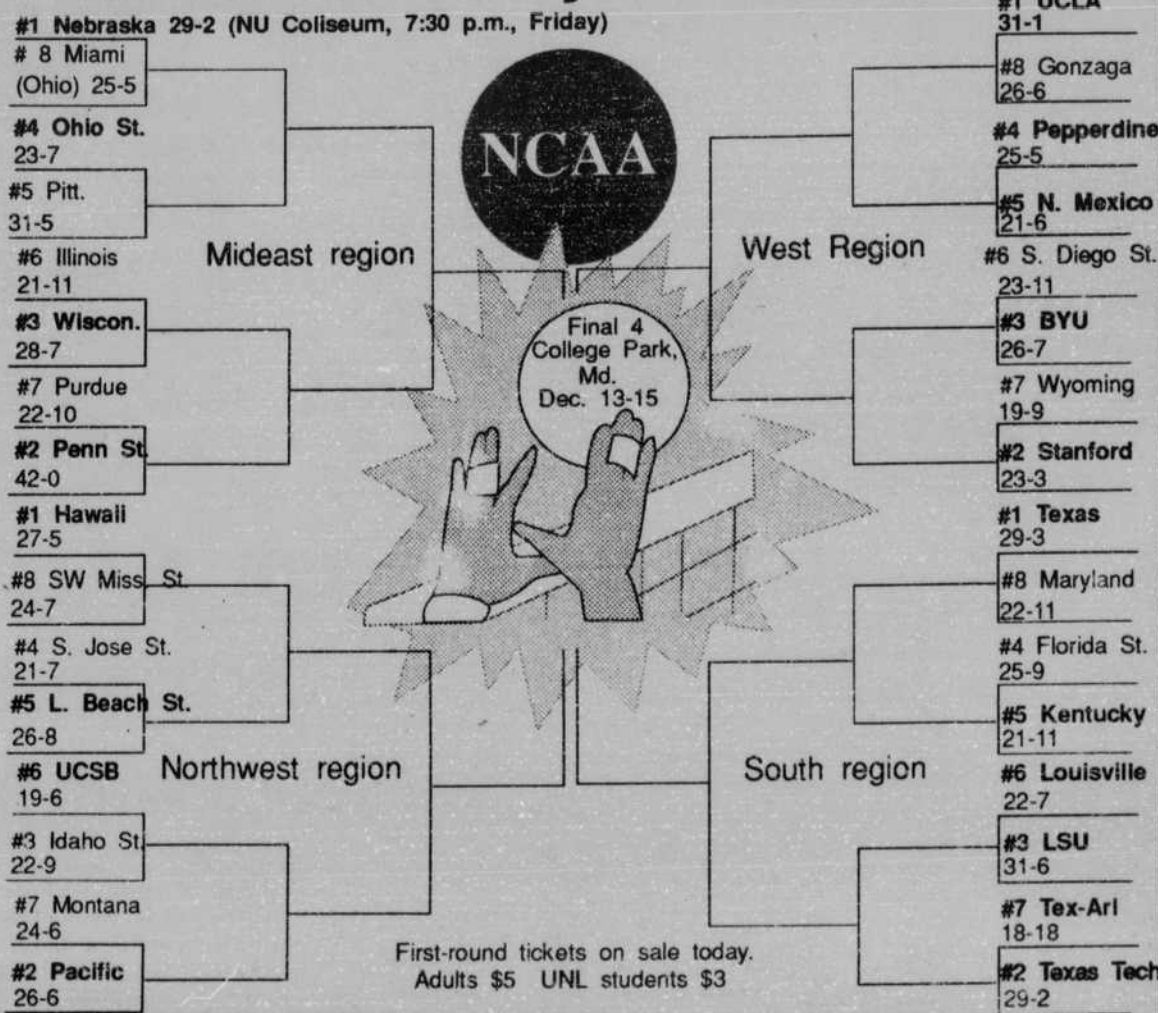 #1 Nebraska 29-2 (NU Coliseum, 7:30 p.m., Friday)
# 8 Miami
(Ohio) 25-5
#4 Ohio St.
23-7
#5 Pitt.
31-5
Mideast region
#6 Illinois
21-11
#3 Wiscon.
28-7
#7 Purdue
22-10
#2 Penn St.
42-0
#1 Hawaii
27-5
#8 SW Miss. St.
24-7
#4 S. Jose St.
21-7
#5 L. Beach St.
26-8
#6 UCSB
19-6
Northwest region
#3 Idaho St.
22-9
#7 Montana
24-6
#2 Pacific
26-6
NCAA
Final 4
College Park,
Md.
Dec. 13-15
First-round tickets on sale today.
Adults $5 UNL students $3
#1 UCLA
31-1
#8 Gonzaga
26-6
#4 Pepperdine
25-5
#5 N. Mexico
21-6
West Region
#6 S. Diego St.
23-11
#3 BYU
26-7
#7 Wyoming
19-9
#2 Stanford
23-3
#1 Texas
29-3
#8 Maryland
22-11
#4 Florida St.
25-9
#5 Kentucky
21-11
South region
#6 Louisville
22-7
#3 LSU
31-6
#7 Tex-Arl
18-18
#2 Texas Tech
29-2